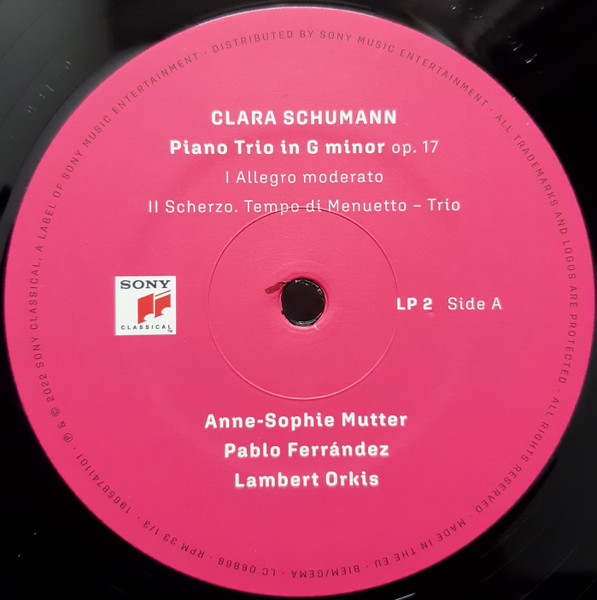 CLARA SCHUMANN
Piano Trio in G minor op. 17
I Allegro moderato
II Scherzo. Tempo di Menuetto – Trio
SONY
CLASSICAL
TM
LP 2 Side A
Anne-Sophie Mutter
Pablo Ferrández
Lambert Orkis
℗ & © 2022 SONY CLASSICAL, A LABEL OF SONY MUSIC ENTERTAINMENT · DISTRIBUTED BY SONY MUSIC ENTERTAINMENT · ALL TRADEMARKS AND LOGOS ARE PROTECTED. ALL RIGHTS RESERVED · MADE IN THE EU · BIEM/GEMA · LC 06868 · RPM 33 1/3 · 19658741101 ·